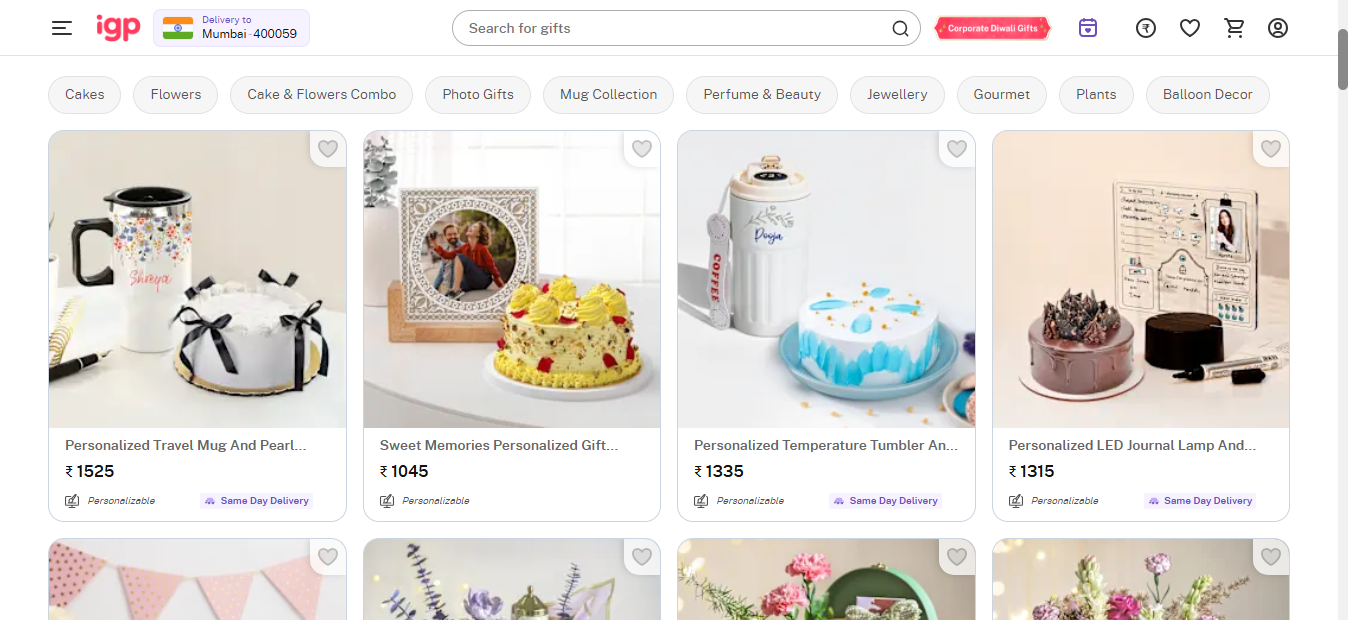 igp
Delivery to
Mumbai-400059
Search for gifts
Corporate Diwali Gifts
Cakes
Flowers
Cake & Flowers Combo
Photo Gifts
Mug Collection
Perfume & Beauty
Jewellery
Gourmet
Plants
Balloon Decor
Shreya
Pooja
COFFEE
Personalized Travel Mug And Pearl...
₹ 1525
Personalizable
Same Day Delivery
Sweet Memories Personalized Gift...
₹ 1045
Personalizable
Personalized Temperature Tumbler An...
₹ 1335
Personalizable
Same Day Delivery
Personalized LED Journal Lamp And...
₹ 1315
Personalizable
Same Day Delivery